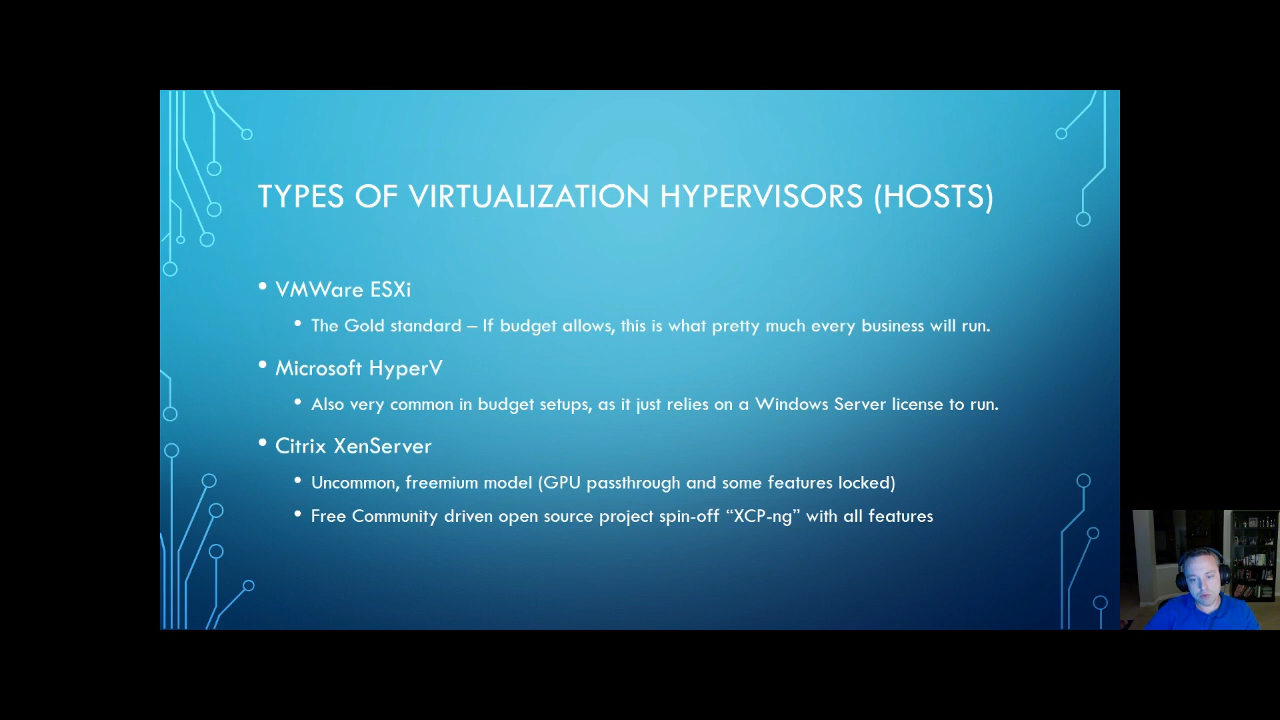 TYPES OF VIRTUALIZATION HYPERVISORS (HOSTS)
• VMWare ESXi
• The Gold standard – If budget allows, this is what pretty much every business will run.
• Microsoft HyperV
• Also very common in budget setups, as it just relies on a Windows Server license to run.
• Citrix XenServer
• Uncommon, freemium model (GPU passthrough and some features locked)
• Free Community driven open source project spin-off “XCP-ng” with all features